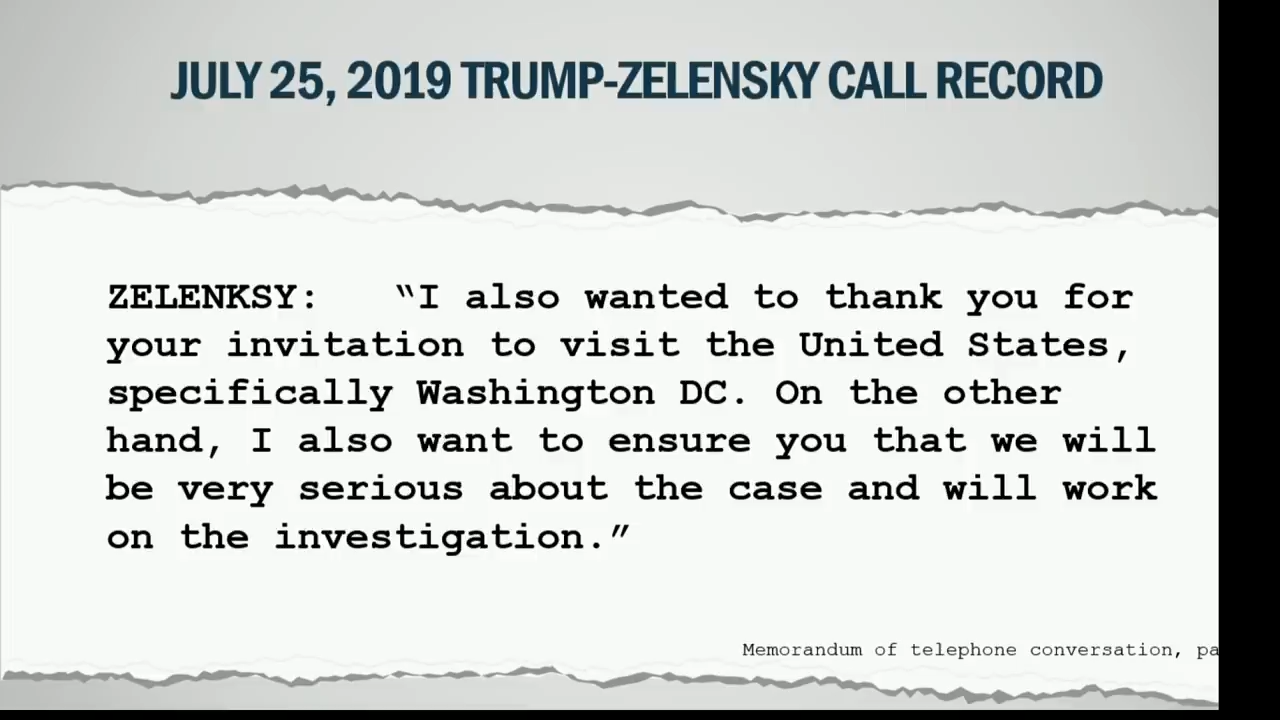 JULY 25, 2019 TRUMP-ZELENSKY CALL RECORD
ZELENKSY: “I also wanted to thank you for
your invitation to visit the United States,
specifically Washington DC. On the other
hand, I also want to ensure you that we will
be very serious about the case and will work
on the investigation.”
Memorandum of telephone conversation, pa